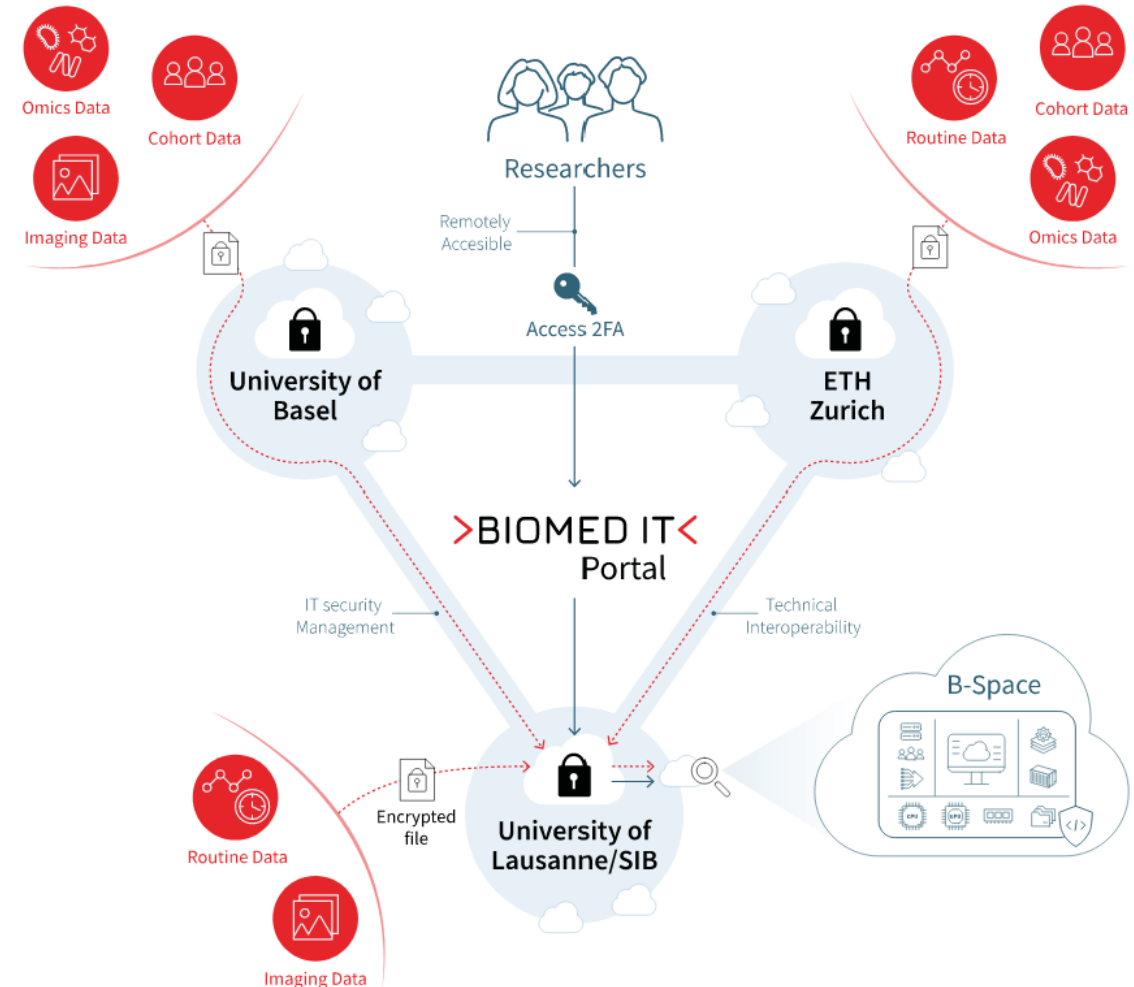 Omics Data
Cohort Data
Imaging Data
Researchers
Remotely
Accesible
Access 2FA
Routine Data
Cohort Data
Omics Data
University of
Basel
ETH
Zurich
>BIOMED IT<
Portal
IT security
Management
Technical
Interoperability
B-Space
CPU
GPU
</>
Encrypted
file
University of
Lausanne/SIB
Routine Data
Imaging Data